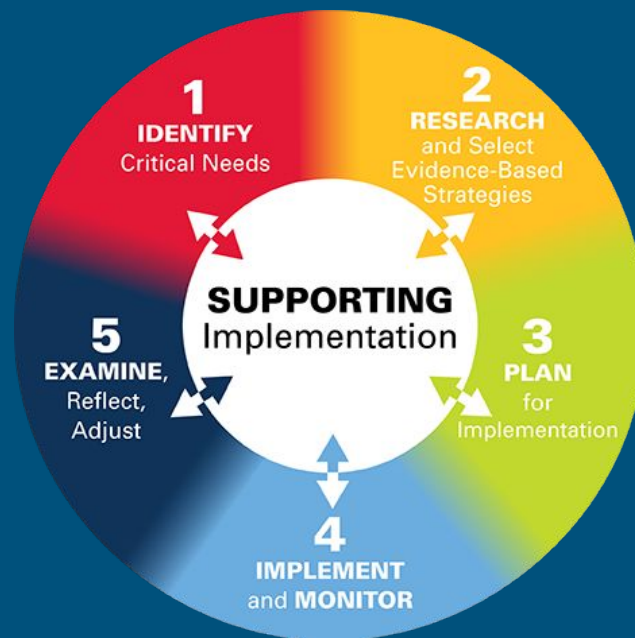 1
IDENTIFY
Critical Needs
2
RESEARCH
and Select
Evidence-Based
Strategies
3
PLAN
for
Implementation
4
IMPLEMENT
and MONITOR
5
EXAMINE,
Reflect,
Adjust
SUPPORTING
Implementation